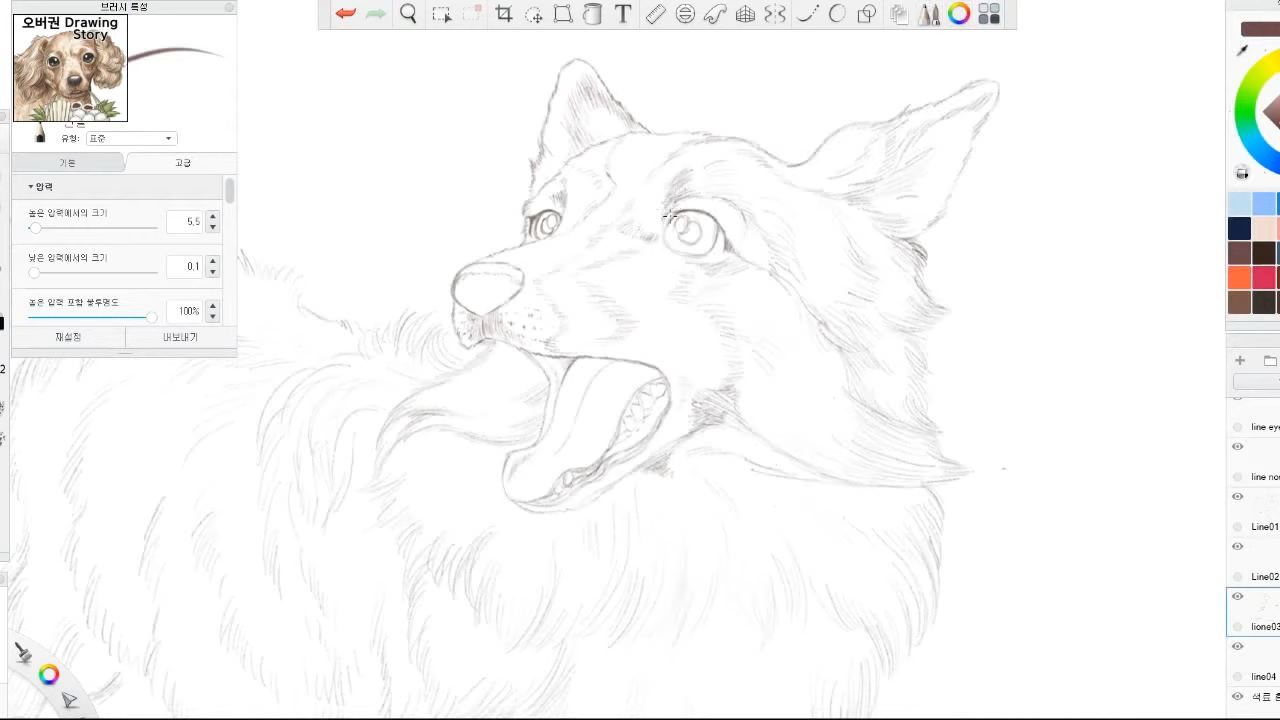 브러시 특성
오버권 Drawing
Story
유형:
표준
기본
고급
▼압력
높은 압력에서의 크기
5.5
낮은 압력에서의 크기
0.1
높은 압력 포함 불투명도
100%
재설정
내보내기
T
2
line eye
line no
Line01
Line02
lione03
line04